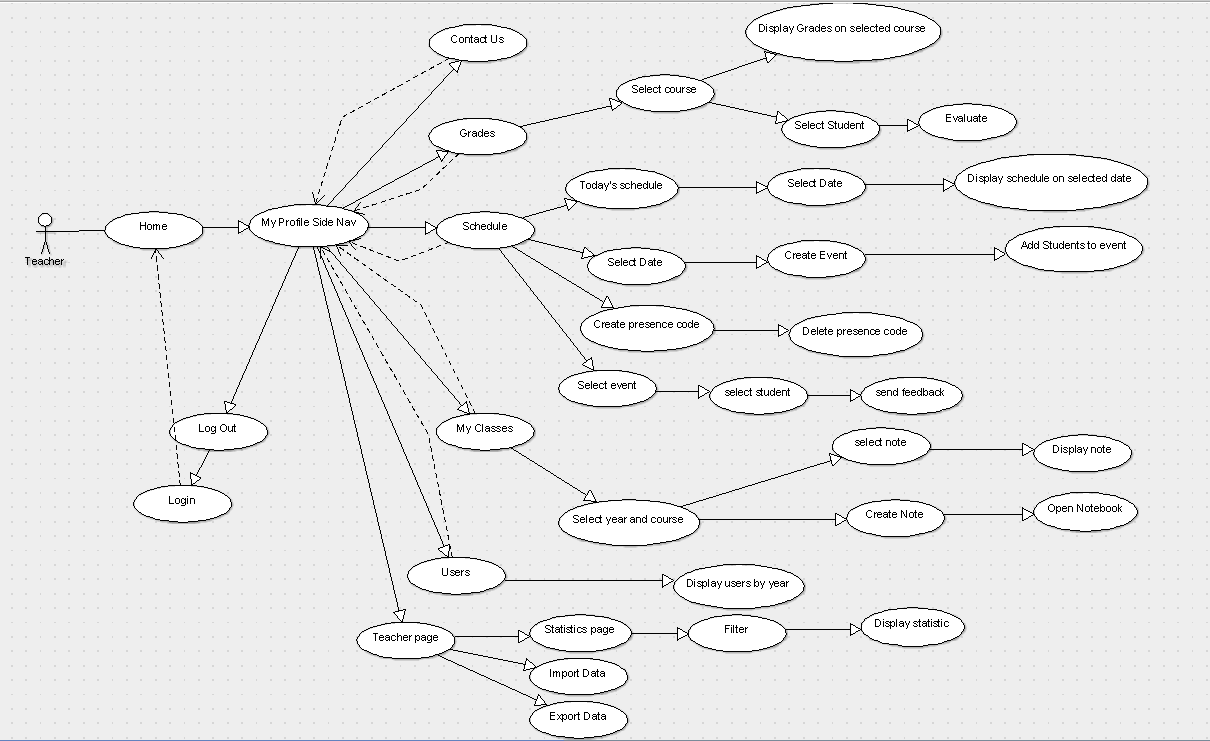 Display Grades on selected course
Contact Us
Select course
Grades
Select Student
Evaluate
Today's schedule
Select Date
Display schedule on selected date
Teacher
Home
My Profile Side Nav
Schedule
Select Date
Create Event
Add Students to event
Create presence code
Delete presence code
Select event
select student
send feedback
Log Out
My Classes
select note
Display note
Login
Select year and course
Create Note
Open Notebook
Users
Display users by year
Teacher page
Statistics page
Filter
Display statistic
Import Data
Export Data